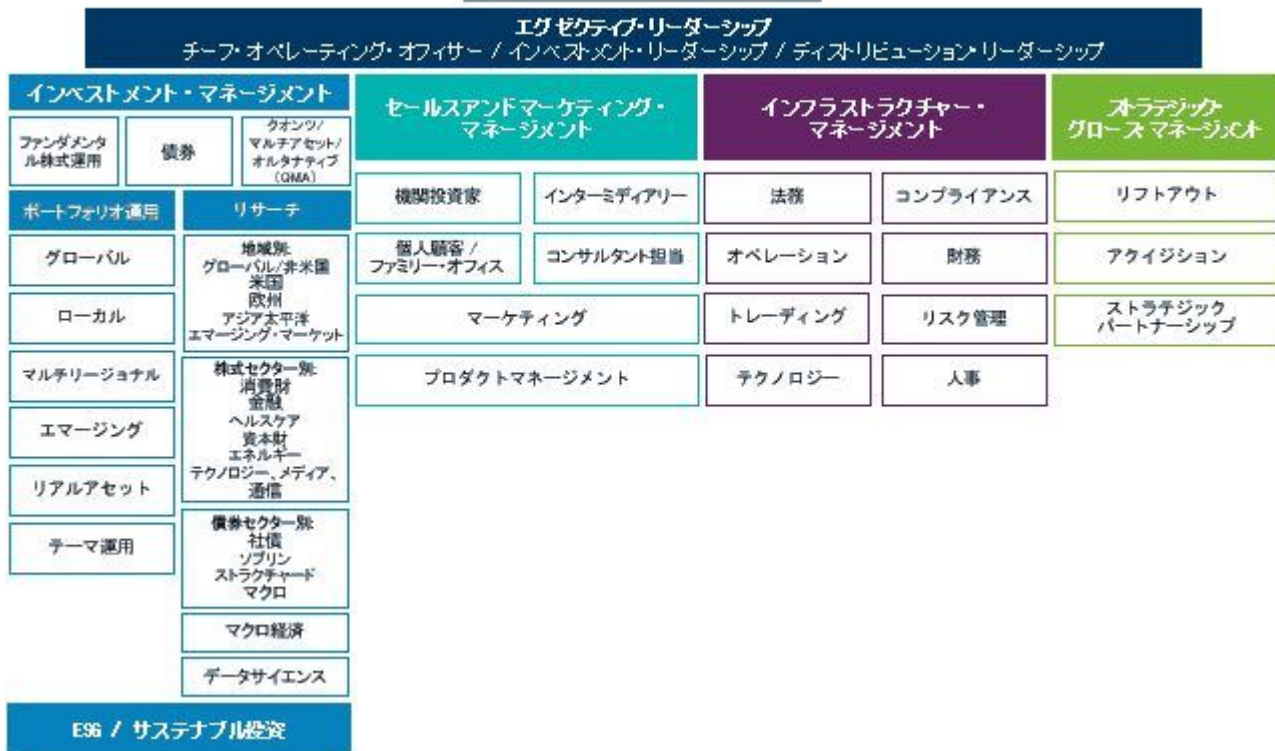 エグゼクティブ・リーダーシップ
チーフ・オペレーティング・オフィサー / インベストメント・リーダーシップ / ディストリビューション・リーダーシップ
インベストメント・マネージメント
ファンダメンタ
ル株式運用
債券
クオンツ/
マルチアセット/
オルタナティブ
(QMA)
ポートフォリオ運用
グローバル
ローカル
マルチリージョナル
エマージング
リアルアセット
テーマ運用
リサーチ
地域別:
グローバル/非米国
米国
欧州
アジア太平洋
エマージング・マーケット
株式セクター別:
消費財
金融
ヘルスケア
資本財
エネルギー
テクノロジー、メディア、
通信
債券セクター別:
社債
ソブリン
ストラクチャード
マクロ
マクロ経済
データサイエンス
ESG / サステナブル投資
セールスアンドマーケティング・
マネージメント
機関投資家
インターミディアリー
個人顧客 /
ファミリー・オフィス
コンサルタント担当
マーケティング
プロダクトマネージメント
インフラストラクチャー・
マネージメント
法務
コンプライアンス
オペレーション
財務
トレーディング
リスク管理
テクノロジー
人事
ストラテジック・
グロース・マネージメント
リフトアウト
アクイジション
ストラテジック
パートナーシップ